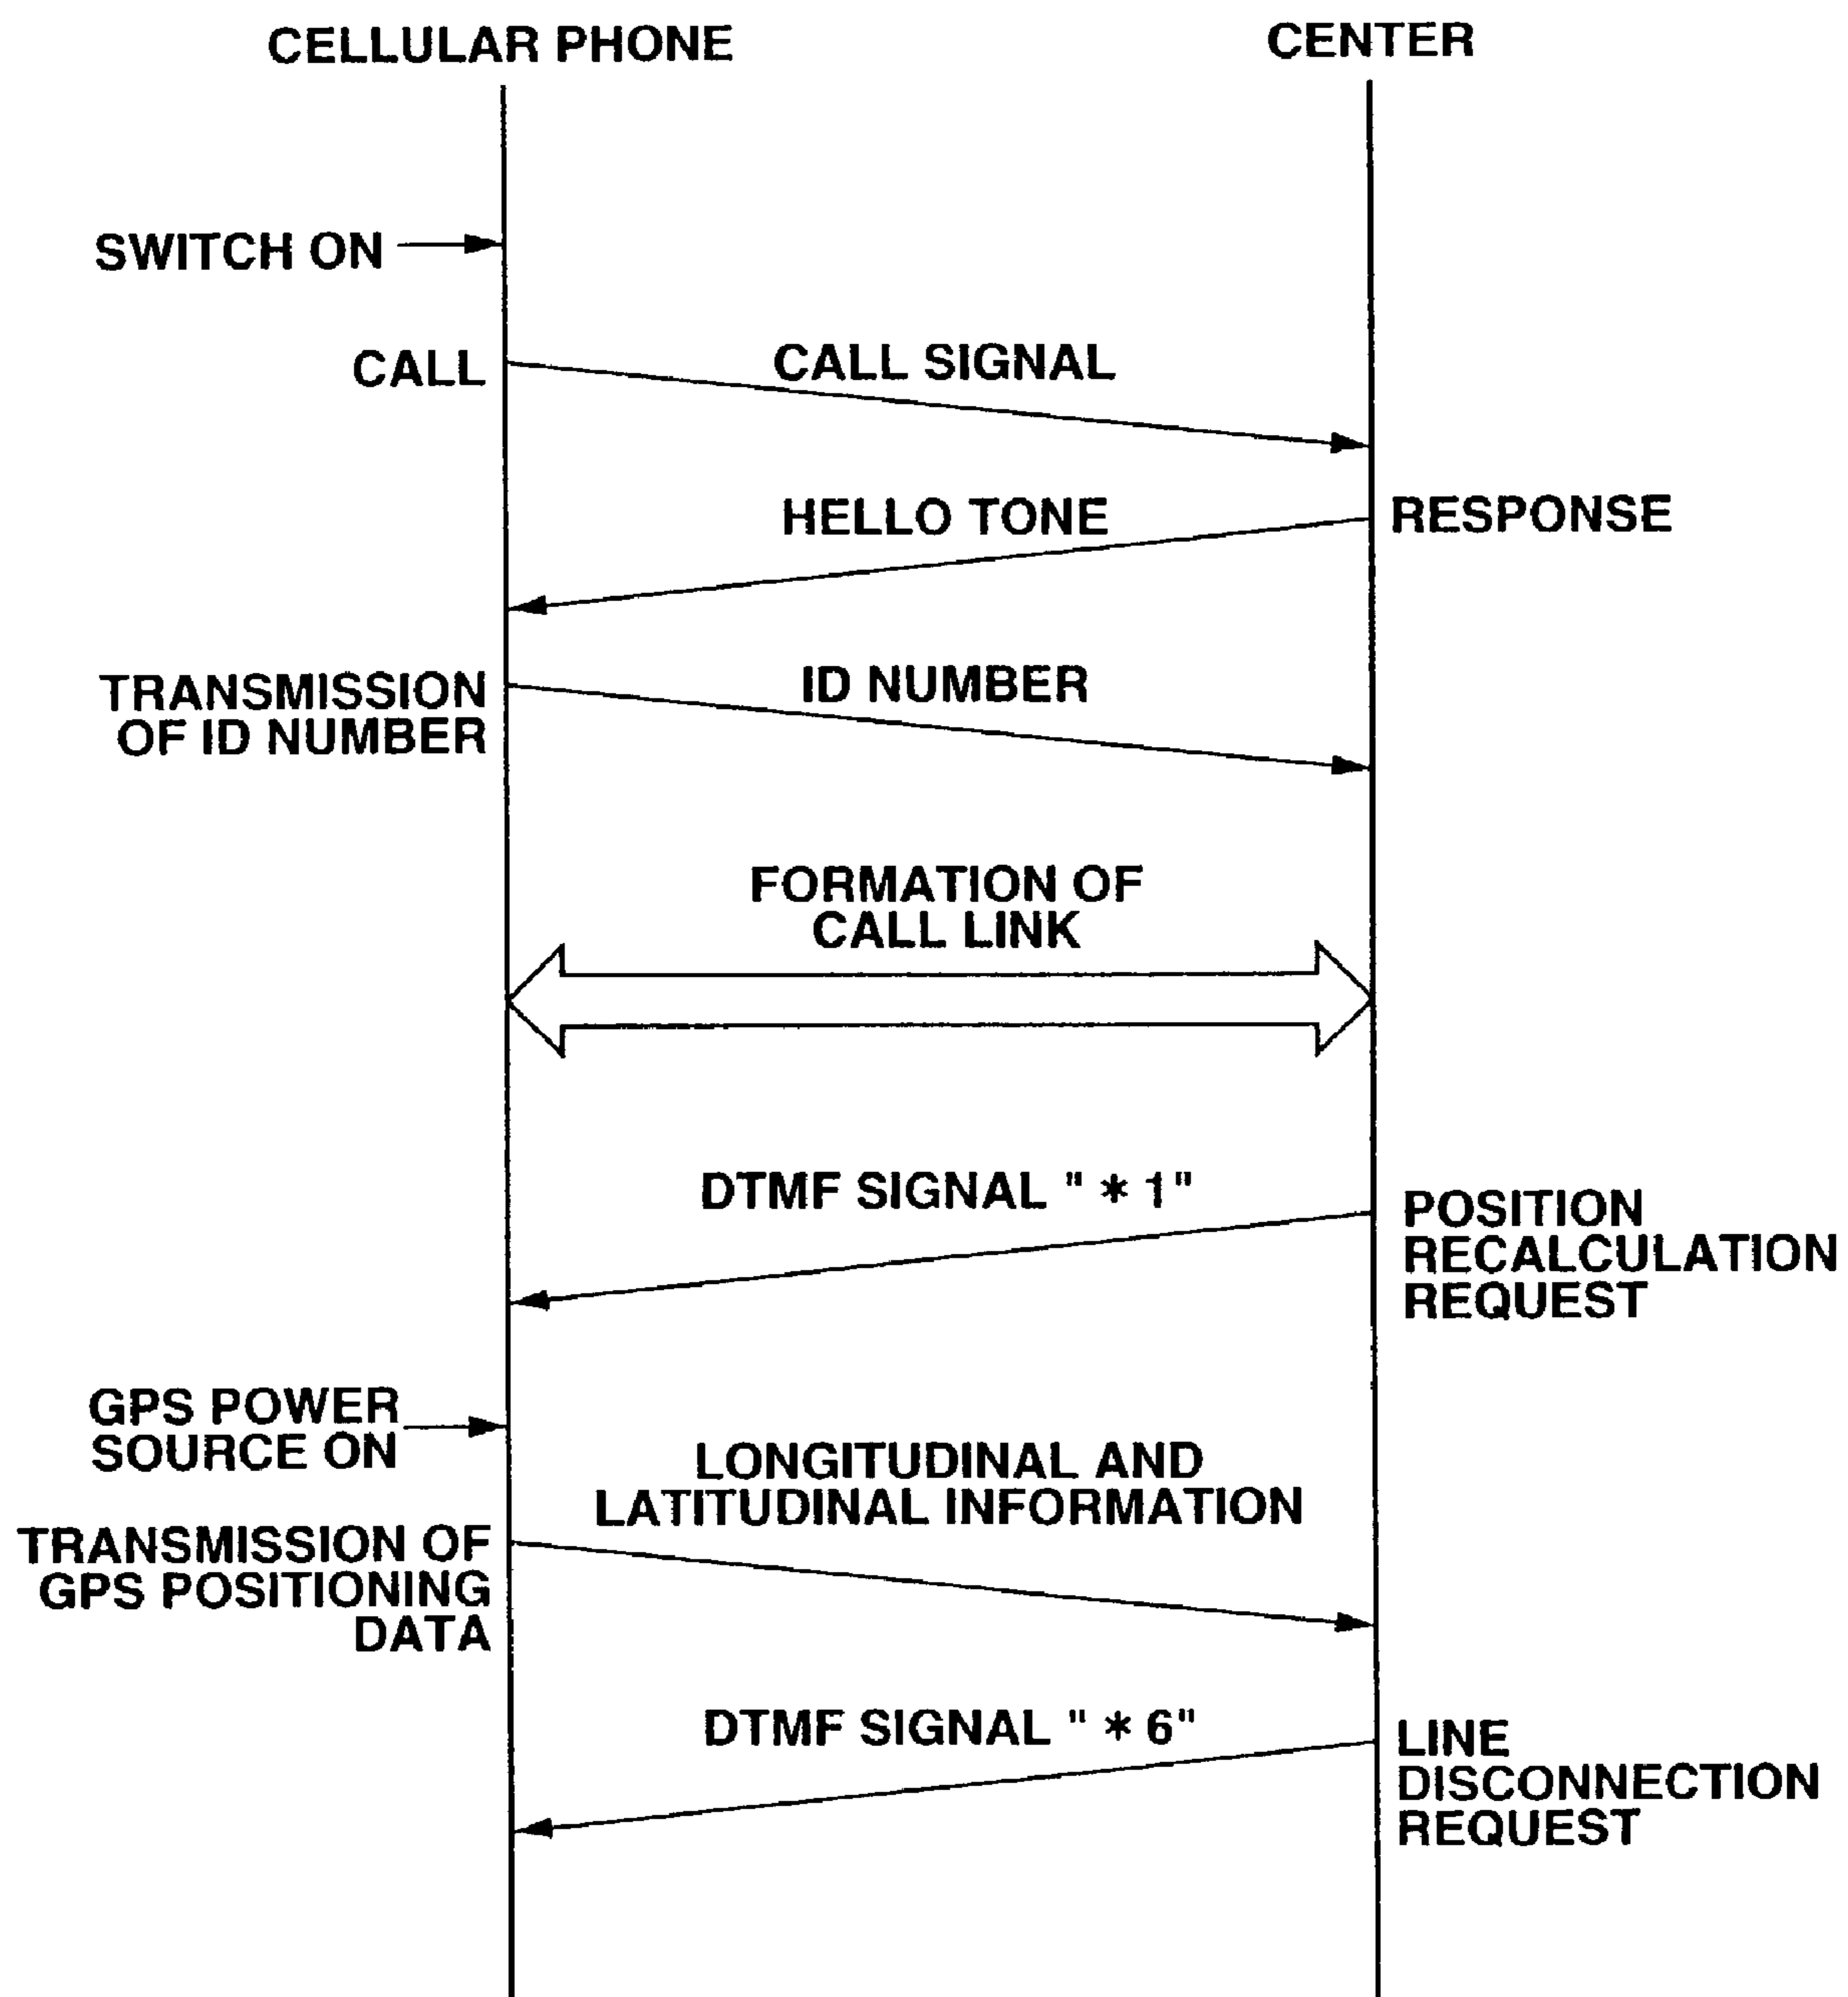 CELLULAR PHONE
CENTER
SWITCH ON
CALL
CALL SIGNAL
HELLO TONE
RESPONSE
TRANSMISSION
OF ID NUMBER
ID NUMBER
FORMATION OF
CALL LINK
DTMF SIGNAL " * 1"
POSITION
RECALCULATION
REQUEST
GPS POWER
SOURCE ON
LONGITUDINAL AND
LATITUDINAL INFORMATION
TRANSMISSION OF
GPS POSITIONING
DATA
DTMF SIGNAL " * 6"
LINE
DISCONNECTION
REQUEST